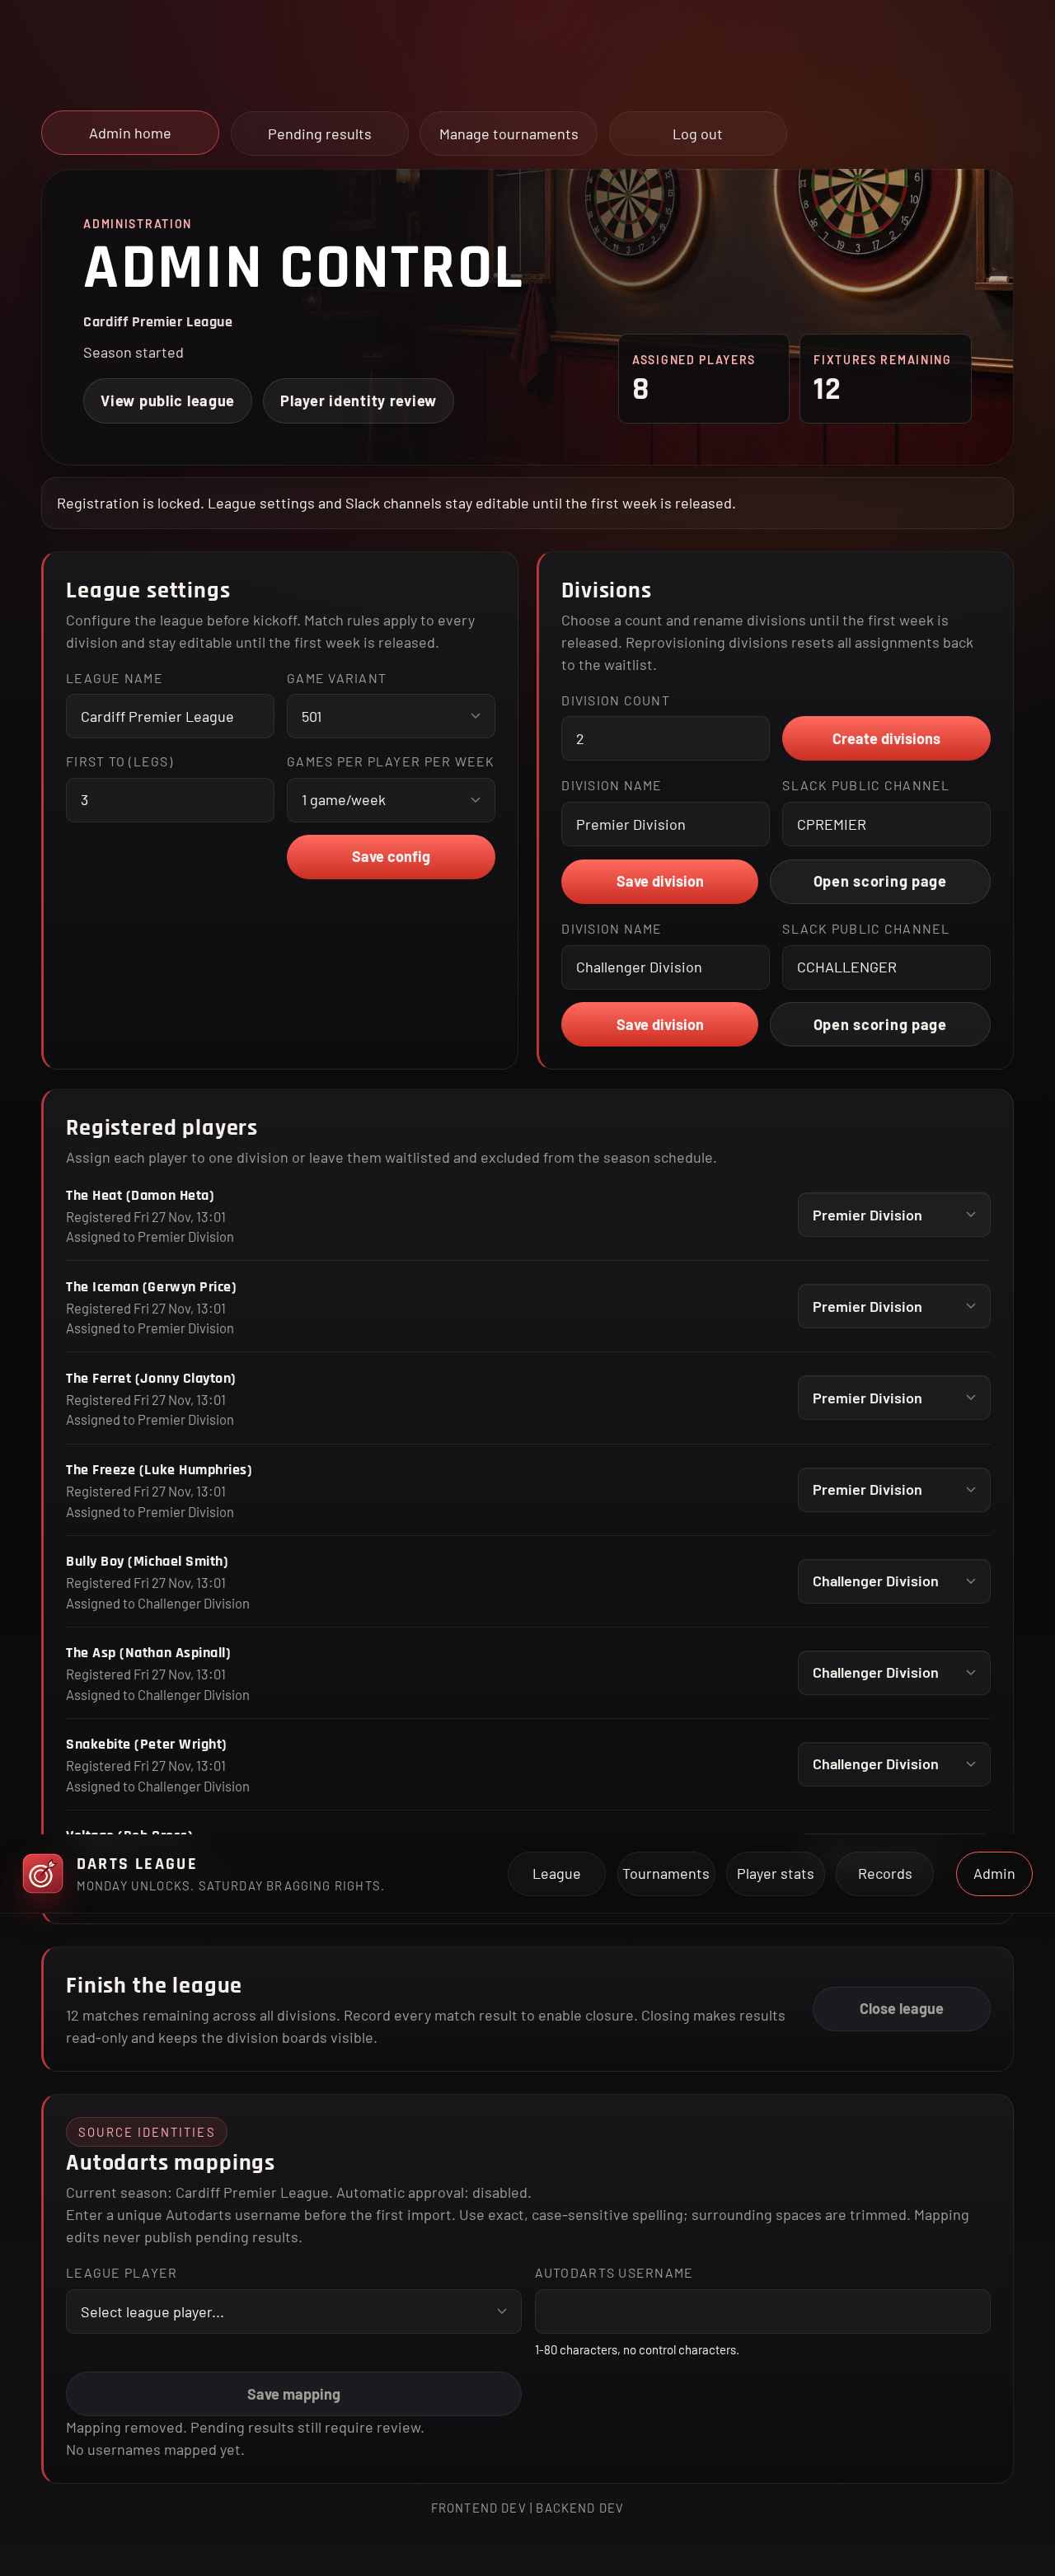 Admin home
Pending results
Manage tournaments
Log out
ADMINISTRATION
ADMIN CONTROL
Cardiff Premier League
Season started
View public league
Player identity review
ASSIGNED PLAYERS
8
FIXTURES REMAINING
12
Registration is locked. League settings and Slack channels stay editable until the first week is released.
League settings
Configure the league before kickoff. Match rules apply to every
division and stay editable until the first week is released.
LEAGUE NAME
GAME VARIANT
Cardiff Premier League
501
FIRST TO (LEGS)
GAMES PER PLAYER PER WEEK
3
1 game/week
Save config
Divisions
Choose a count and rename divisions until the first week is
released. Reprovisioning divisions resets all assignments back
to the waitlist.
DIVISION COUNT
2
Create divisions
DIVISION NAME
SLACK PUBLIC CHANNEL
Premier Division
CPREMIER
Save division
Open scoring page
DIVISION NAME
SLACK PUBLIC CHANNEL
Challenger Division
CCHALLENGER
Save division
Open scoring page
Registered players
Assign each player to one division or leave them waitlisted and excluded from the season schedule.
The Heat (Damon Heta)
Registered Fri 27 Nov, 13:01
Assigned to Premier Division
Premier Division
The Iceman (Gerwyn Price)
Registered Fri 27 Nov, 13:01
Assigned to Premier Division
Premier Division
The Ferret (Jonny Clayton)
Registered Fri 27 Nov, 13:01
Assigned to Premier Division
Premier Division
The Freeze (Luke Humphries)
Registered Fri 27 Nov, 13:01
Assigned to Premier Division
Premier Division
Bully Boy (Michael Smith)
Registered Fri 27 Nov, 13:01
Assigned to Challenger Division
Challenger Division
The Asp (Nathan Aspinall)
Registered Fri 27 Nov, 13:01
Assigned to Challenger Division
Challenger Division
Snakebite (Peter Wright)
Registered Fri 27 Nov, 13:01
Assigned to Challenger Division
Challenger Division
DARTS LEAGUE
MONDAY UNLOCKS. SATURDAY BRAGGING RIGHTS.
League
Tournaments
Player stats
Records
Admin
Finish the league
12 matches remaining across all divisions. Record every match result to enable closure. Closing makes results
read-only and keeps the division boards visible.
Close league
SOURCE IDENTITIES
Autodarts mappings
Current season: Cardiff Premier League. Automatic approval: disabled.
Enter a unique Autodarts username before the first import. Use exact, case-sensitive spelling; surrounding spaces are trimmed. Mapping
edits never publish pending results.
LEAGUE PLAYER
AUTODARTS USERNAME
Select league player...
1-80 characters, no control characters.
Save mapping
Mapping removed. Pending results still require review.
No usernames mapped yet.
FRONTEND DEV | BACKEND DEV